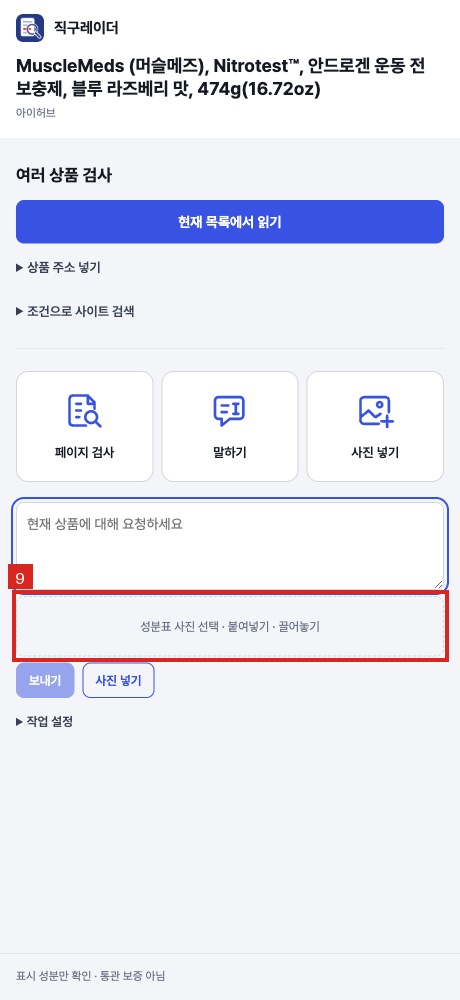 직구레이더
MuscleMeds (머슬메즈), Nitrotest™, 안드로겐 운동 전
보충제, 블루 라즈베리 맛, 474g(16.72oz)
아이허브
여러 상품 검사
현재 목록에서 읽기
▶ 상품 주소 넣기
▶ 조건으로 사이트 검색
페이지 검사
말하기
사진 넣기
현재 상품에 대해 요청하세요
9
성분표 사진 선택 · 붙여넣기 · 끌어놓기
보내기
사진 넣기
▶ 작업 설정
표시 성분만 확인 · 통관 보증 아님